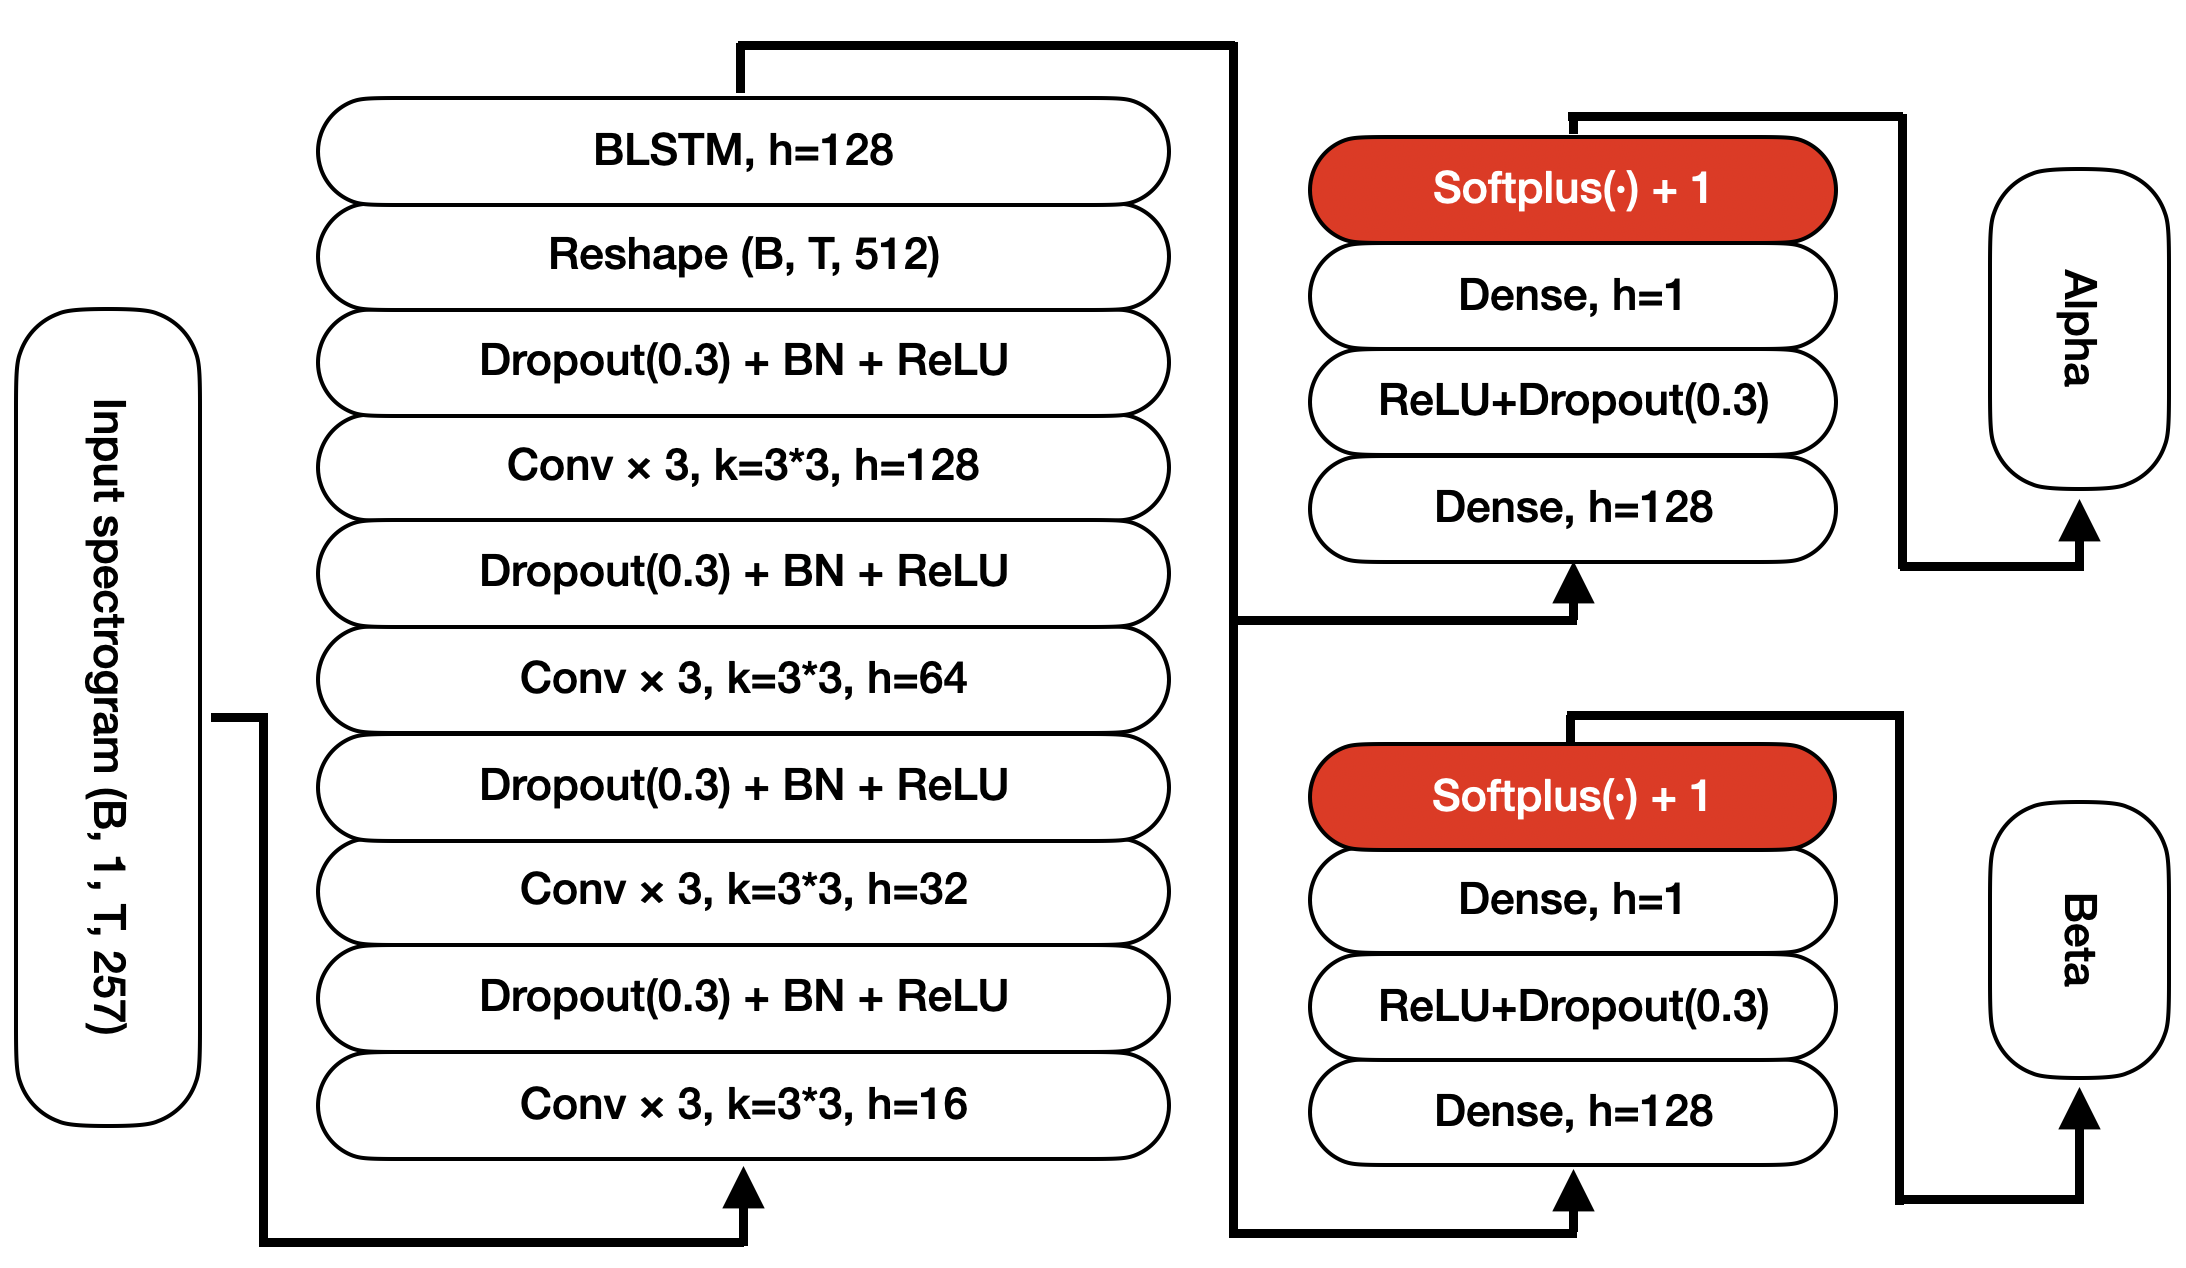 Input spectrogram (B, 1, T, 257)
BLSTM, h=128
Reshape (B, T, 512)
Dropout(0.3) + BN + ReLU
Conv × 3, k=3*3, h=128
Dropout(0.3) + BN + ReLU
Conv × 3, k=3*3, h=64
Dropout(0.3) + BN + ReLU
Conv × 3, k=3*3, h=32
Dropout(0.3) + BN + ReLU
Conv × 3, k=3*3, h=16
Softplus(·) + 1
Dense, h=1
ReLU+Dropout(0.3)
Dense, h=128
Alpha
Softplus(·) + 1
Dense, h=1
ReLU+Dropout(0.3)
Dense, h=128
Beta